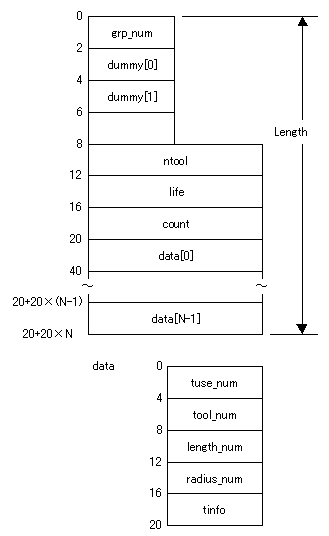 0
grp_num
2
dummy[0]
4
dummy[1]
6
8
Length
ntool
12
life
16
count
20
data[0]
40
20+20×(N-1)
data[N-1]
20+20×N
data
0
tuse_num
4
tool_num
8
length_num
12
radius_num
16
tinfo
20